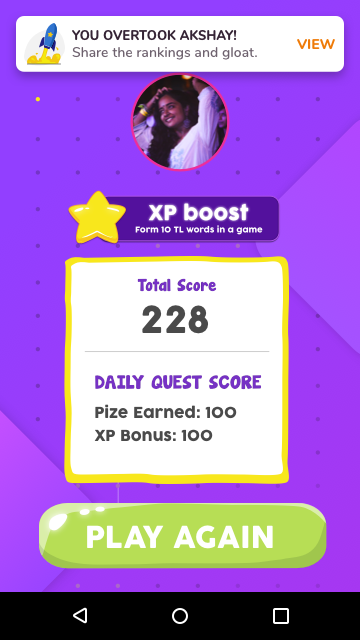 YOU OVERTOOK AKSHAY!
Share the rankings and gloat.
VIEW
XP boost
Form 10 TL words in a game
Total Score
228
DAILY QUEST SCORE
Pize Earned: 100
XP Bonus: 100
PLAY AGAIN